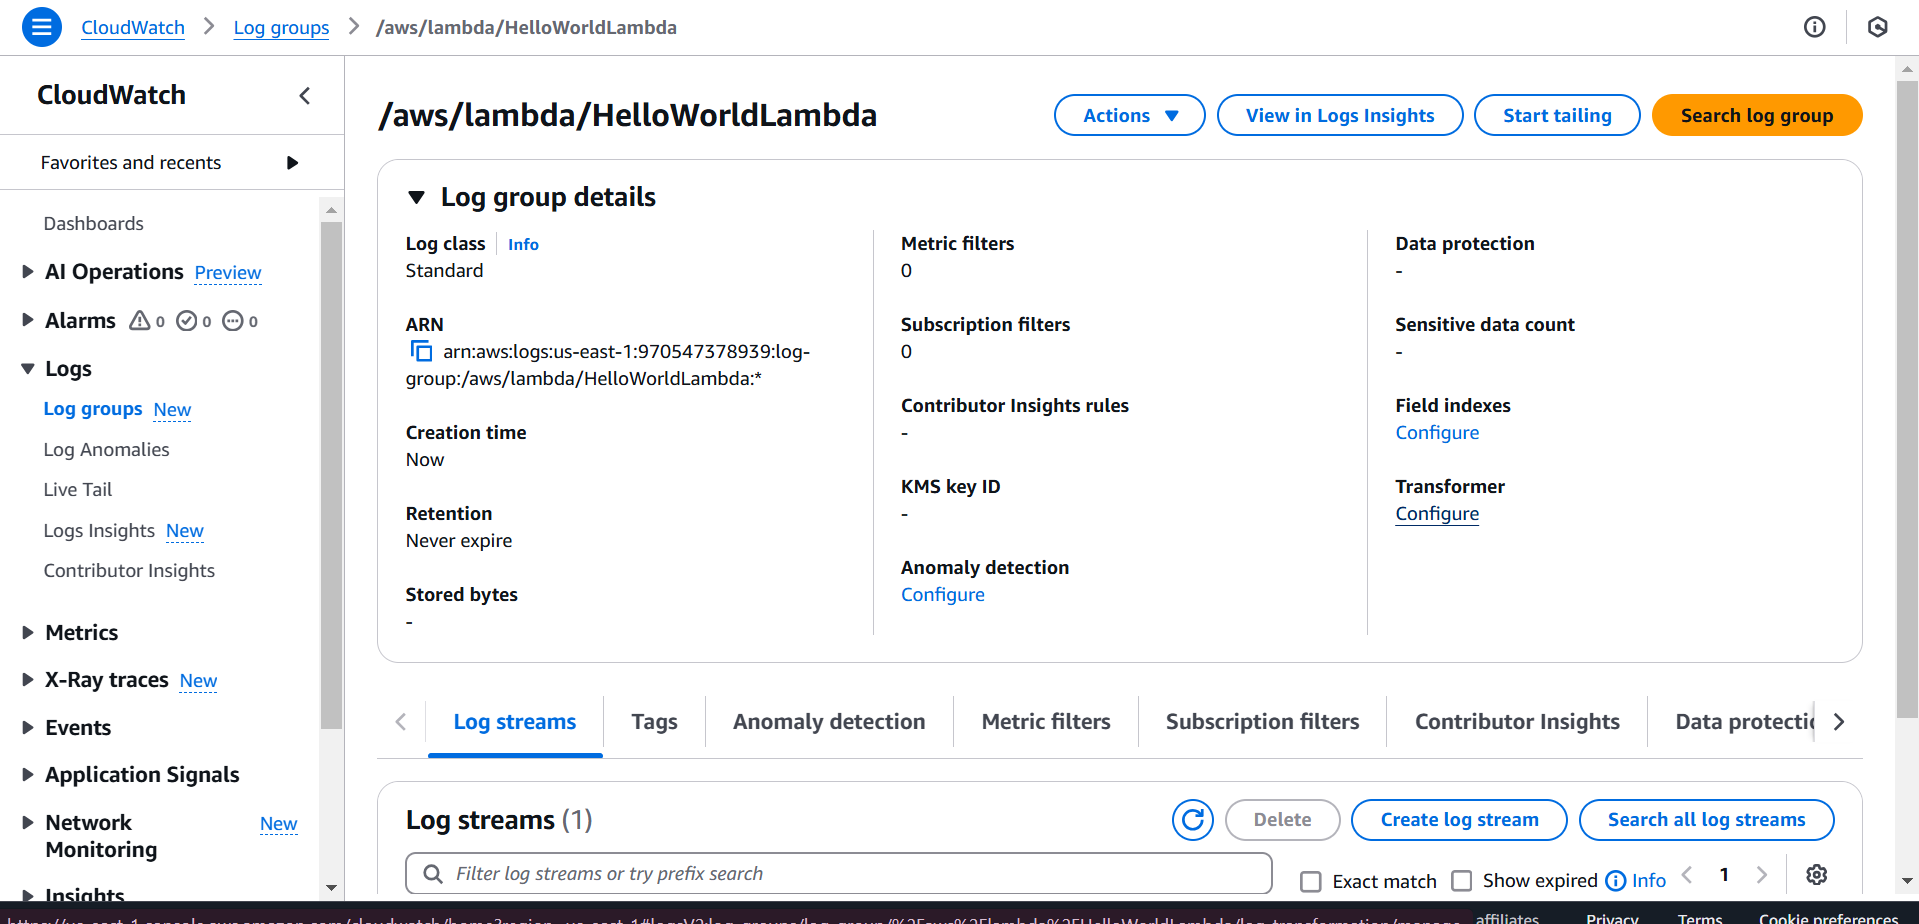 CloudWatch > Log groups > /aws/lambda/HelloWorldLambda
CloudWatch
Favorites and recents
Dashboards
AI Operations Preview
Alarms 0 0 0
Logs
Log groups New
Log Anomalies
Live Tail
Logs Insights New
Contributor Insights
Metrics
X-Ray traces New
Events
Application Signals
Network Monitoring New
Insights
/aws/lambda/HelloWorldLambda
Actions
View in Logs Insights
Start tailing
Search log group
Log group details
Log class Info
Standard
ARN
arn:aws:logs:us-east-1:970547378939:log-
group:/aws/lambda/HelloWorldLambda:*
Creation time
Now
Retention
Never expire
Stored bytes
-
Metric filters
0
Subscription filters
0
Contributor Insights rules
-
KMS key ID
-
Anomaly detection
Configure
Data protection
-
Sensitive data count
-
Field indexes
Configure
Transformer
Configure
Log streams
Tags
Anomaly detection
Metric filters
Subscription filters
Contributor Insights
Data protectio
Log streams (1)
Delete
Create log stream
Search all log streams
Filter log streams or try prefix search
Exact match
Show expired
Info
1
affiliates
Privacy
Terms
Cookie preferences